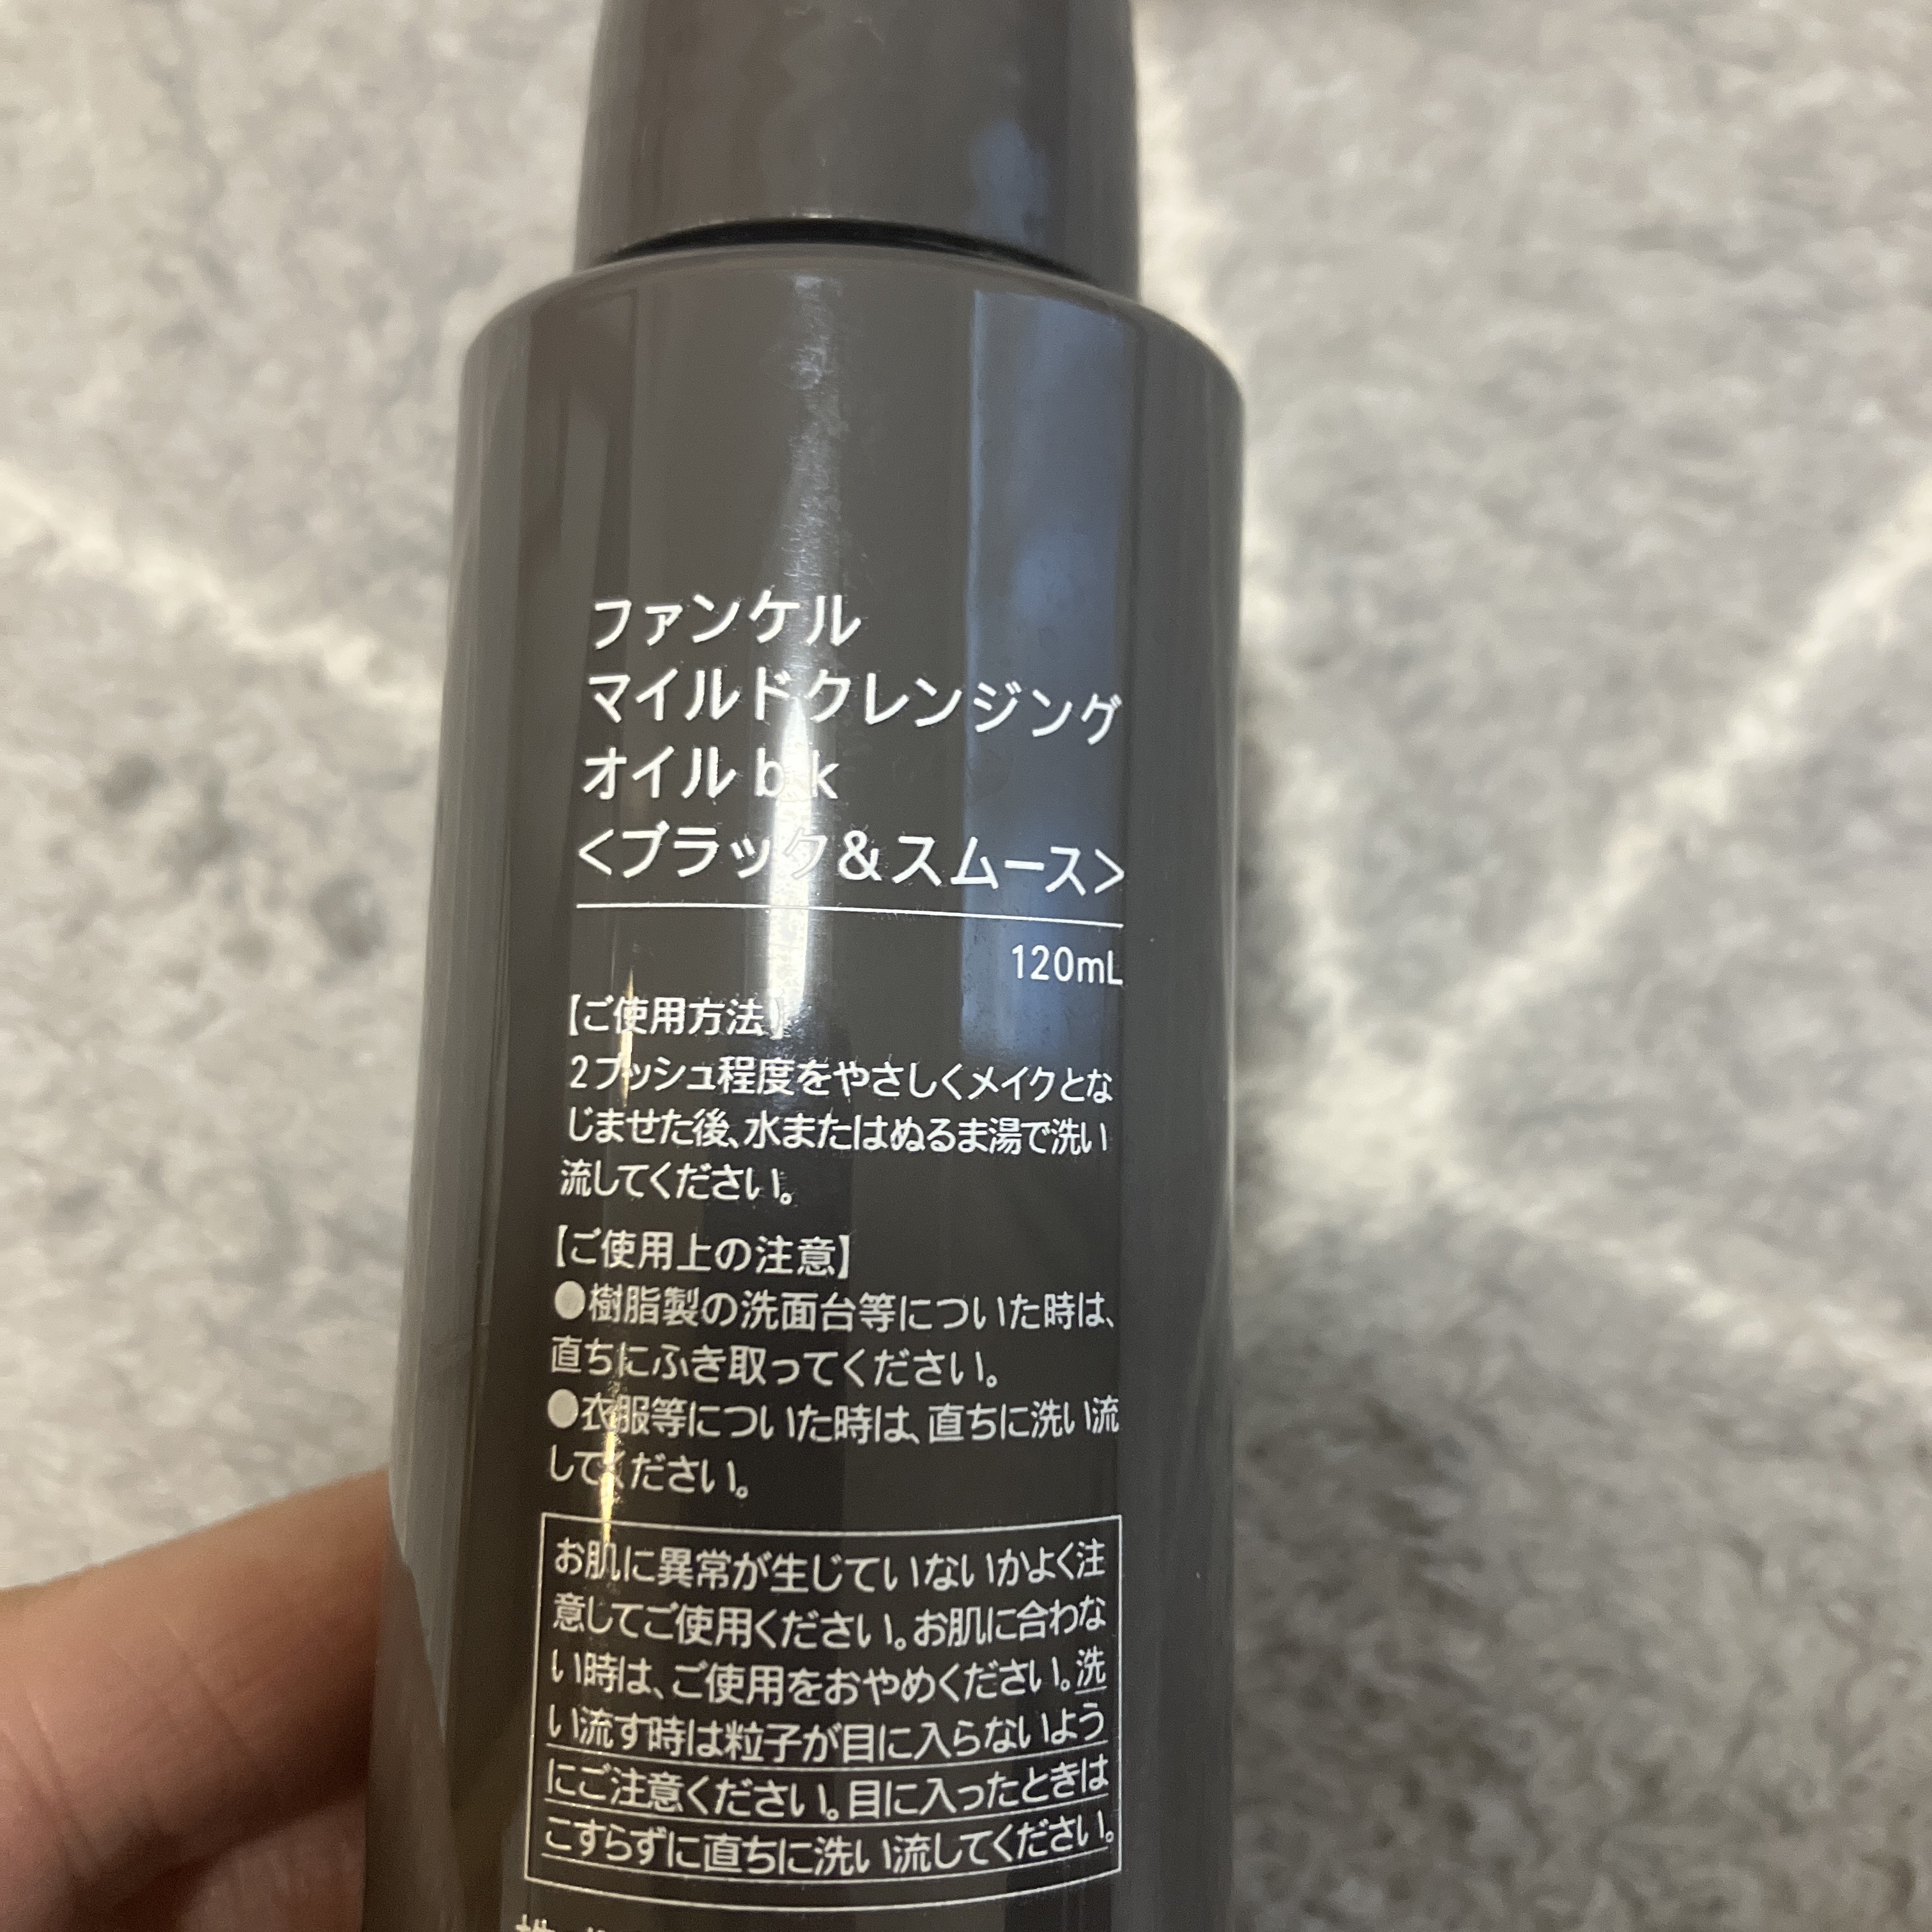 ファンケル
マイルドクレンジング
オイル bk
<ブラック&スムース>
120mL
【ご使用方法】
2プッシュ程度をやさしくメイクとな
じませた後、水またはぬるま湯で洗い
流してください。
【ご使用上の注意】
●樹脂製の洗面台等についた時は、
直ちにふき取ってください。
●衣服等についた時は、直ちに洗い流
してください。
お肌に異常が生じていないかよく注
意してご使用ください。お肌に合わな
い時は、ご使用をおやめください。洗
い流す時は粒子が目に入らないよう
にご注意ください。目に入ったときは
こすらずに直ちに洗い流してください。